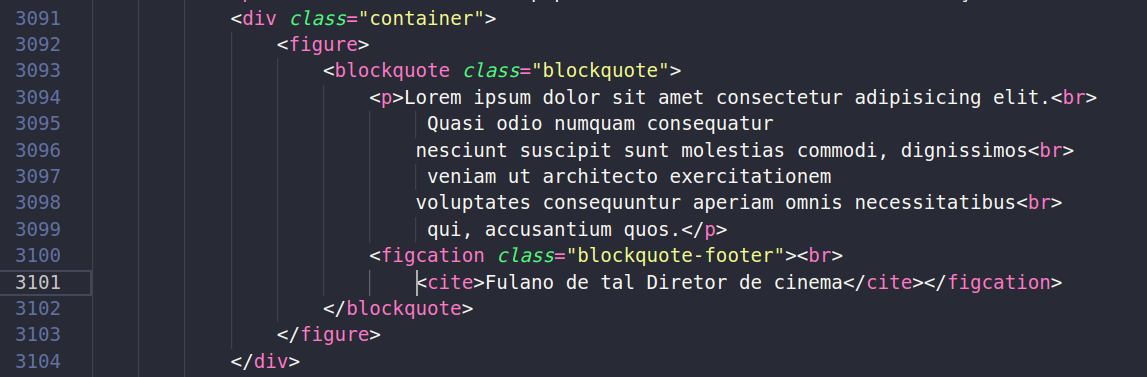 3091 <div class="container">
3092 <figure>
3093 <blockquote class="blockquote">
3094 <p>Lorem ipsum dolor sit amet consectetur adipisicing elit.<br>
3095 Quasi odio numquam consequatur
3096 nesciunt suscipit sunt molestias commodi, dignissimos<br>
3097 veniam ut architecto exercitationem
3098 voluptates consequuntur aperiam omnis necessitatibus<br>
3099 qui, accusantium quos.</p>
3100 <figcation class="blockquote-footer"><br>
3101 <cite>Fulano de tal Diretor de cinema</cite></figcation>
3102 </blockquote>
3103 </figure>
3104 </div>